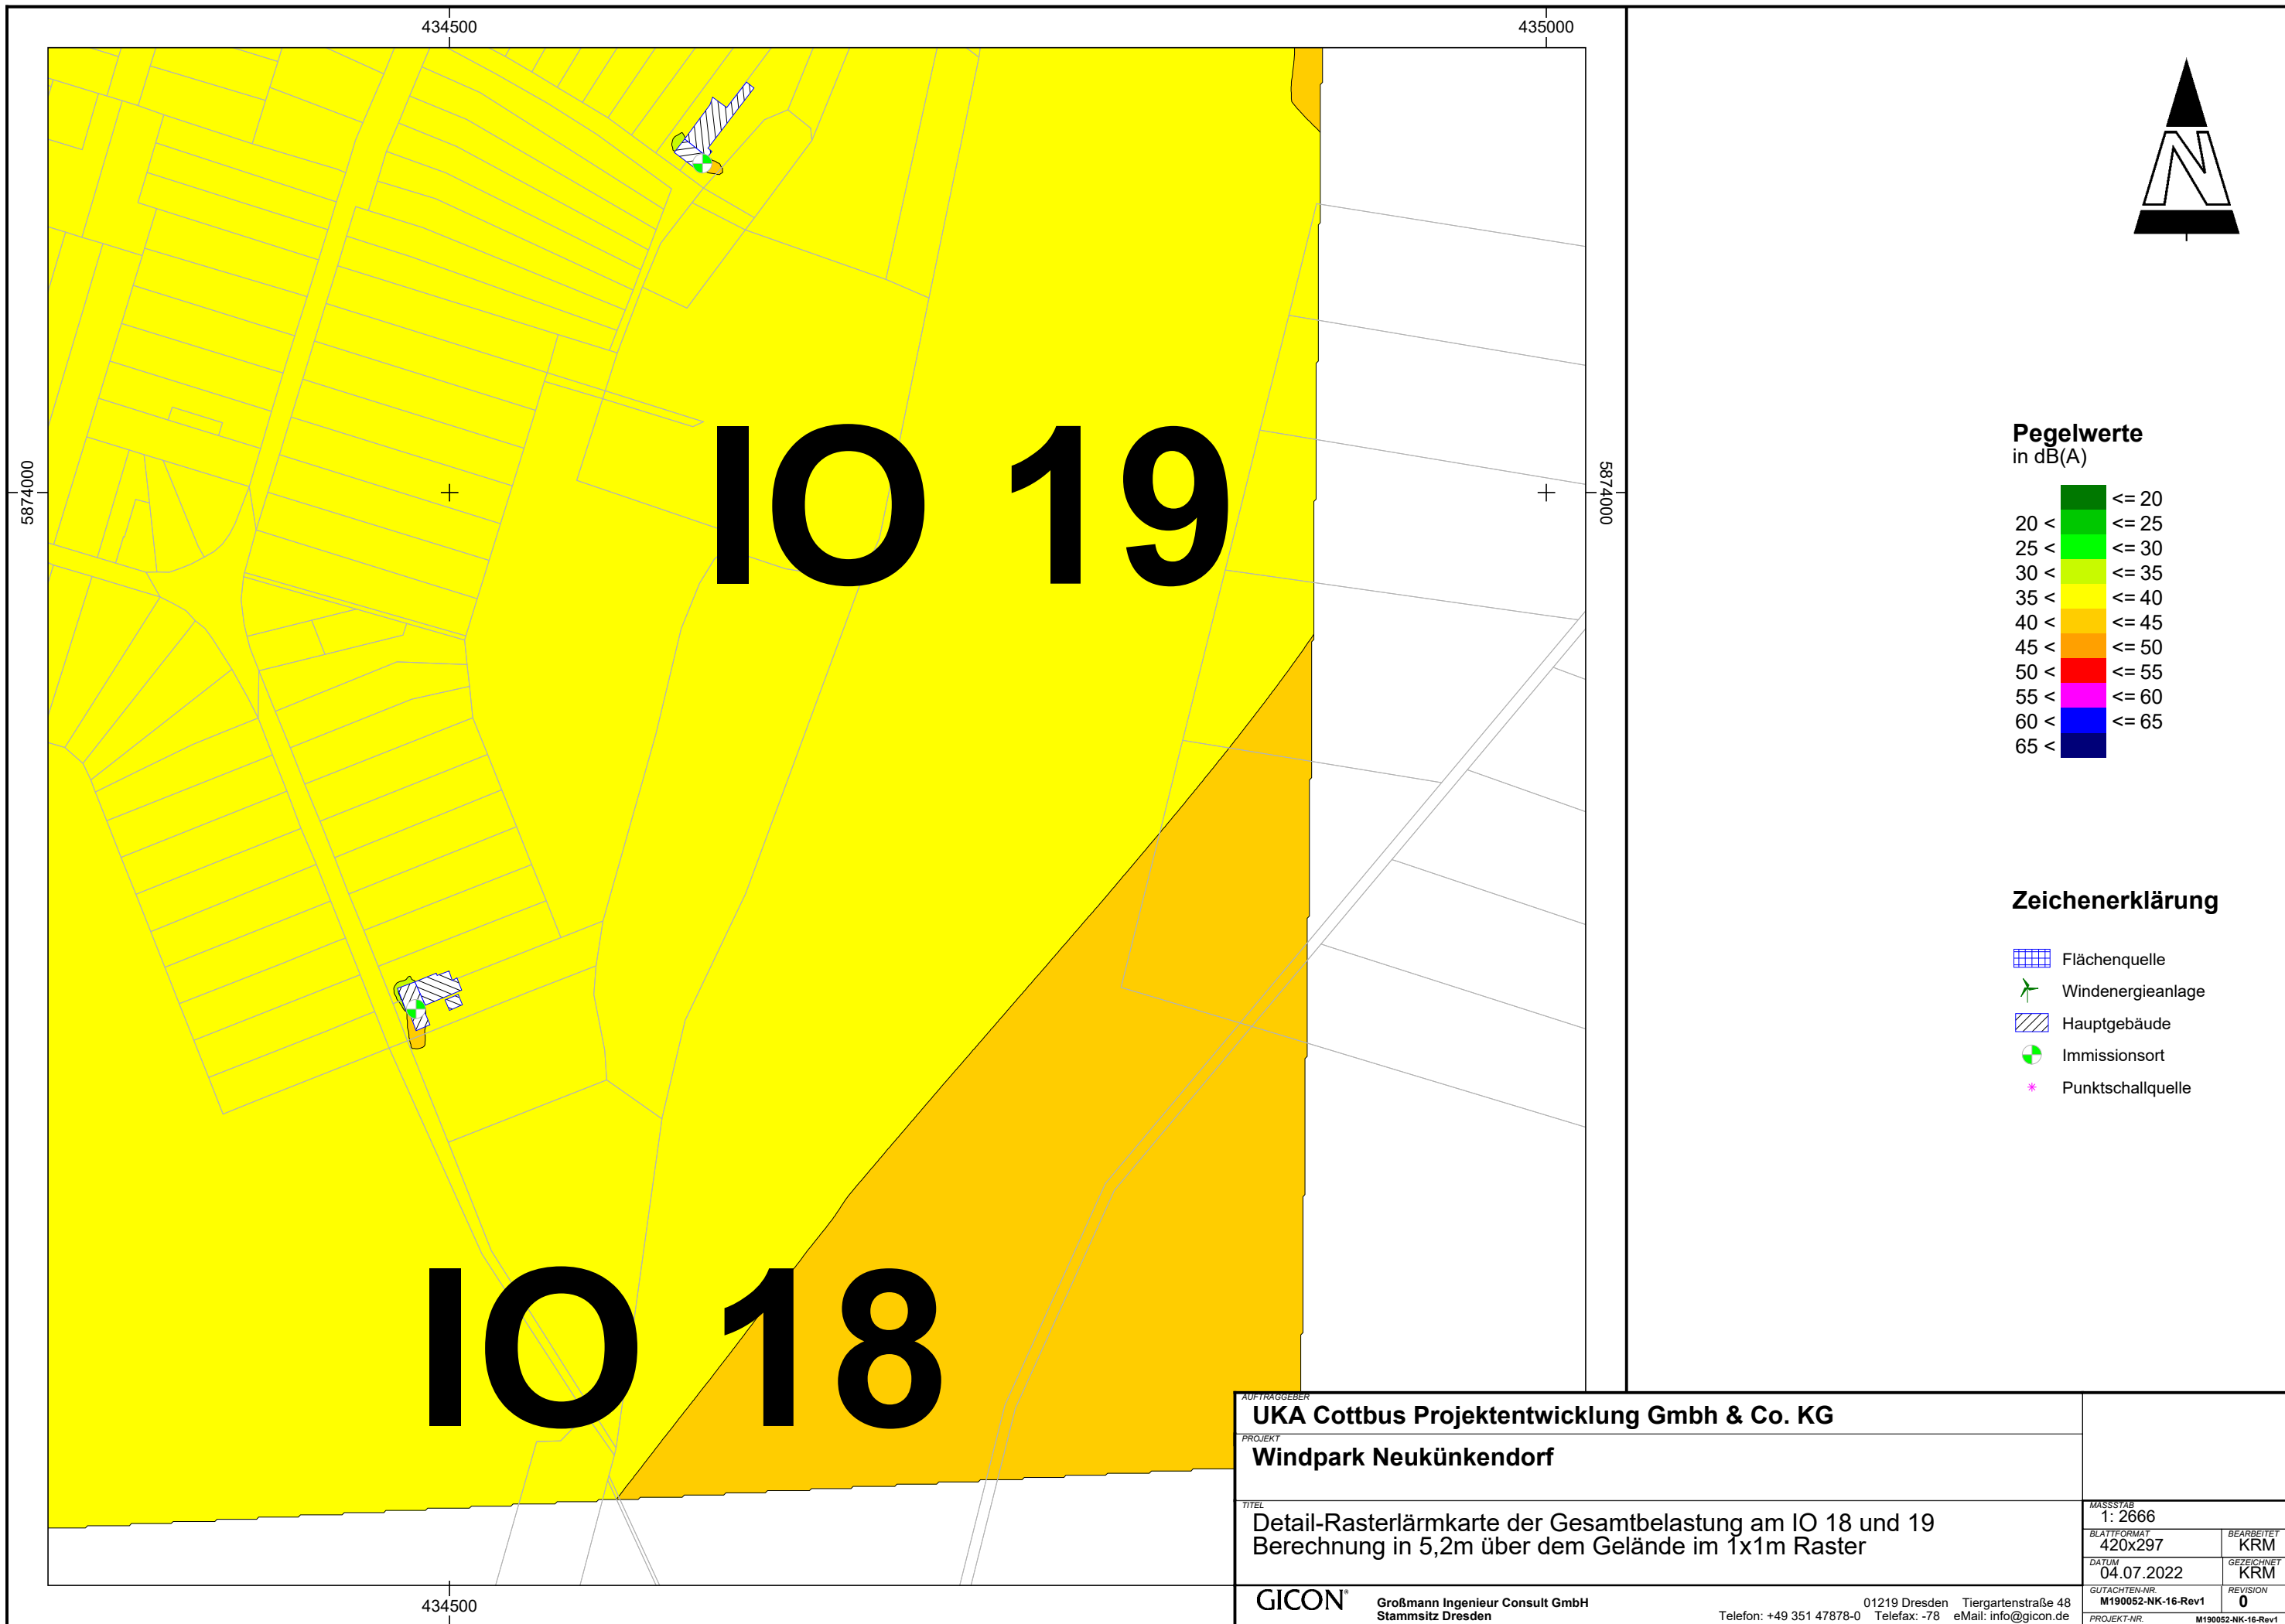 434500
435000
5874000
5874000
IO 19
IO 18
434500
Pegelwerte
in dB(A)
<= 20
20 < <= 25
25 < <= 30
30 < <= 35
35 < <= 40
40 < <= 45
45 < <= 50
50 < <= 55
55 < <= 60
60 < <= 65
65 <
Zeichenerklärung
Flächenquelle
Windenergieanlage
Hauptgebäude
Immissionsort
Punktschallquelle
AUFTRAGGEBER
UKA Cottbus Projektentwicklung Gmbh & Co. KG
PROJEKT
Windpark Neukünkendorf
TITEL
Detail-Rasterlärmkarte der Gesamtbelastung am IO 18 und 19
Berechnung in 5,2m über dem Gelände im 1x1m Raster
MASSSTAB
1: 2666
BLATTFORMAT BEARBEITET
420x297 KRM
DATUM GEZEICHNET
04.07.2022 KRM
GUTACHTEN-NR. REVISION
M190052-NK-16-Rev1 0
PROJEKT-NR. M190052-NK-16-Rev1
GICON®
Großmann Ingenieur Consult GmbH 01219 Dresden Tiergartenstraße 48
Stammsitz Dresden Telefon: +49 351 47878-0 Telefax: -78 eMail: info@gicon.de